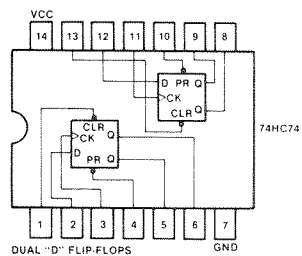 VCC
14 13 12 11 10 9 8
D PR Q
CK
CLR Q
74HC74
CLR Q
CK
D
PR Q
1 2 3 4 5 6 7
DUAL "D" FLIP-FLOPS GND